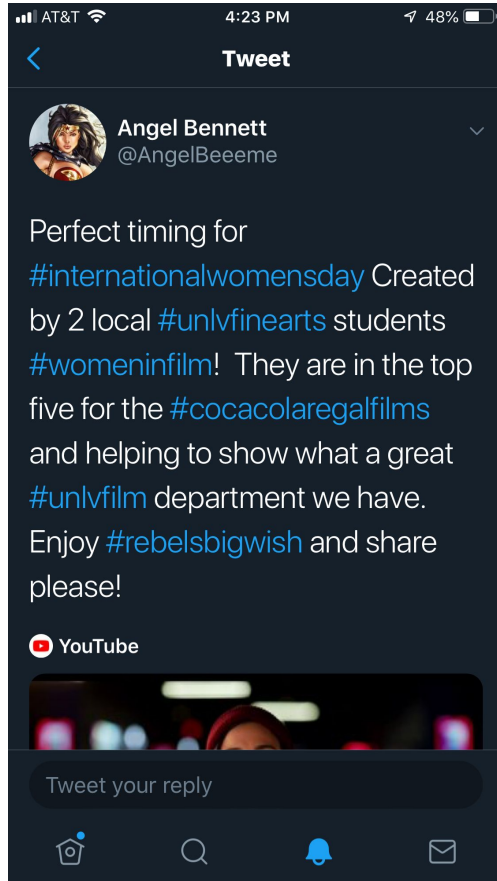 AT&T 4:23 PM 48%
Tweet
Angel Bennett
@AngelBeeeme
Perfect timing for
#internationalwomensday Created
by 2 local #unlvfinearts students
#womeninfilm!  They are in the top
five for the #cocacolaregalfilms
and helping to show what a great
#unlvfilm department we have.
Enjoy #rebelsbigwish and share
please!
YouTube
Tweet your reply